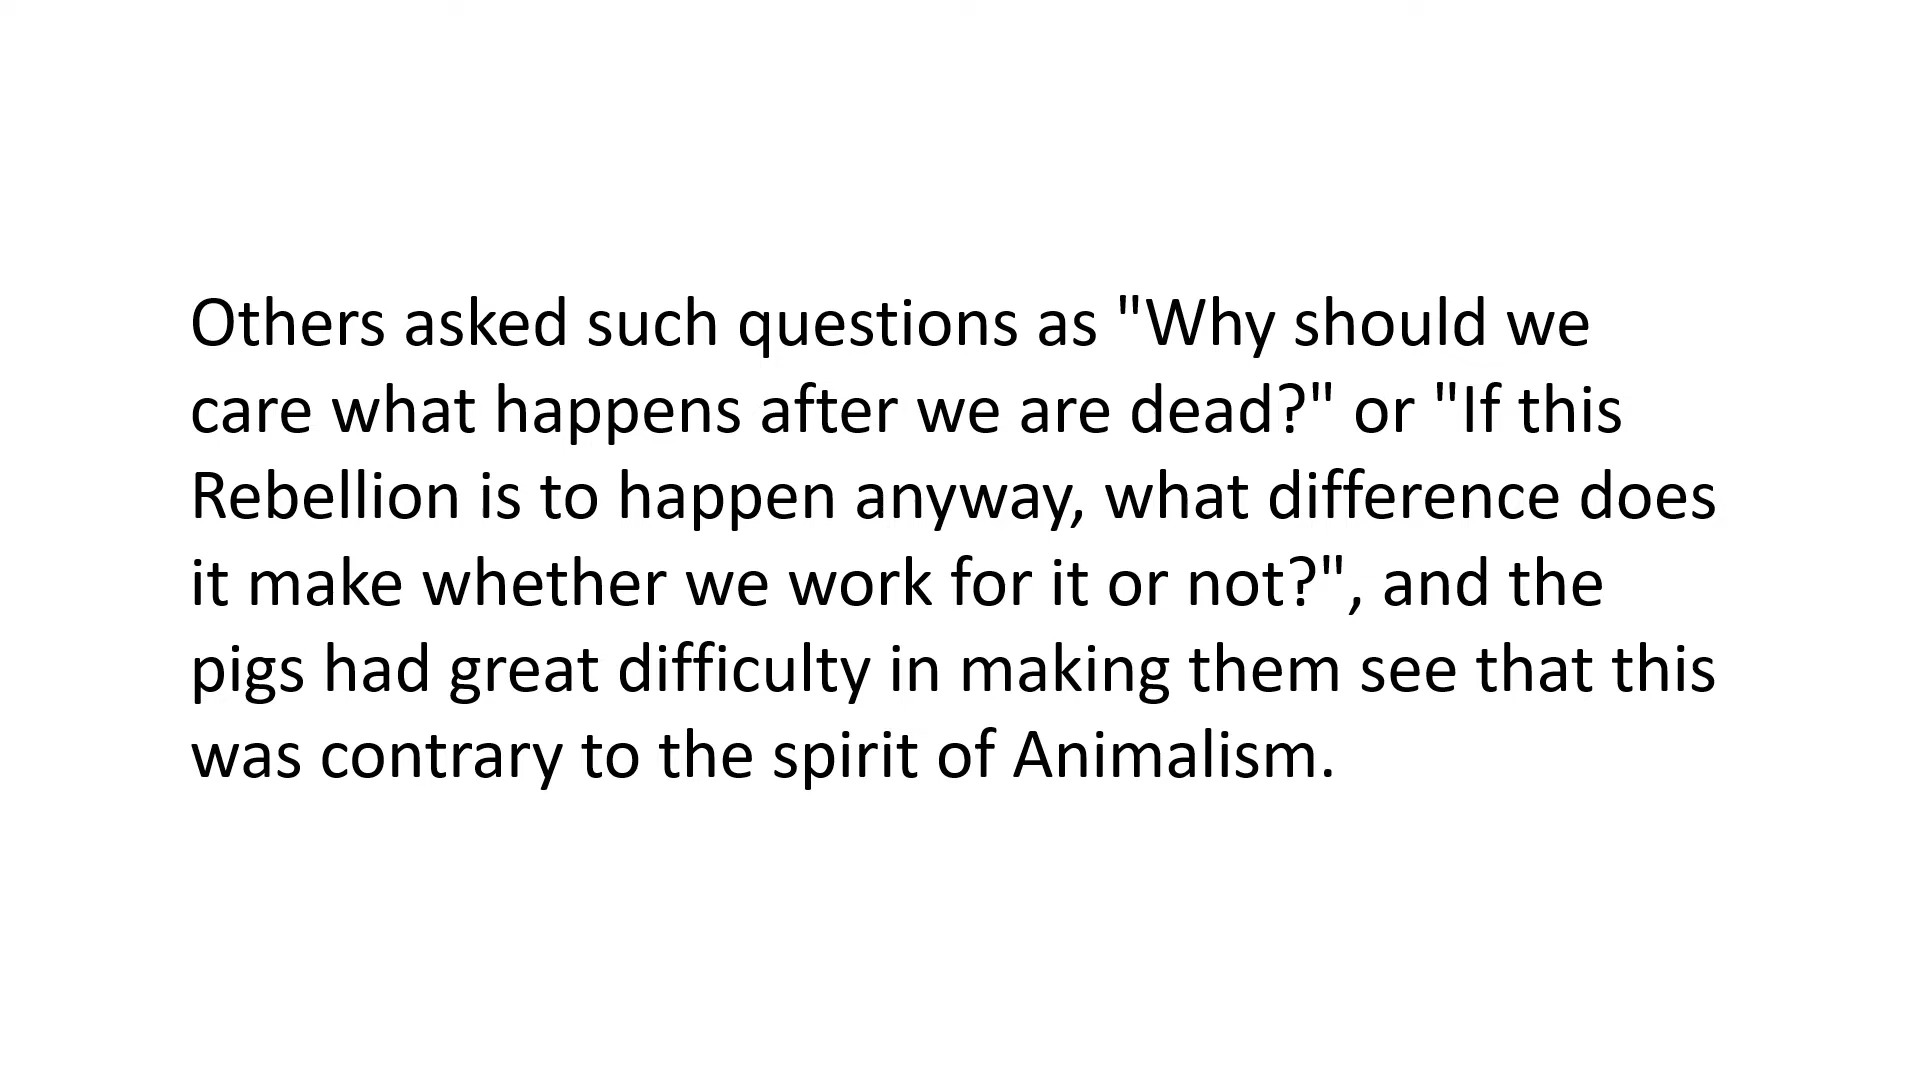 Others asked such questions as "Why should we
care what happens after we are dead?" or "If this
Rebellion is to happen anyway, what difference does
it make whether we work for it or not?", and the
pigs had great difficulty in making them see that this
was contrary to the spirit of Animalism.